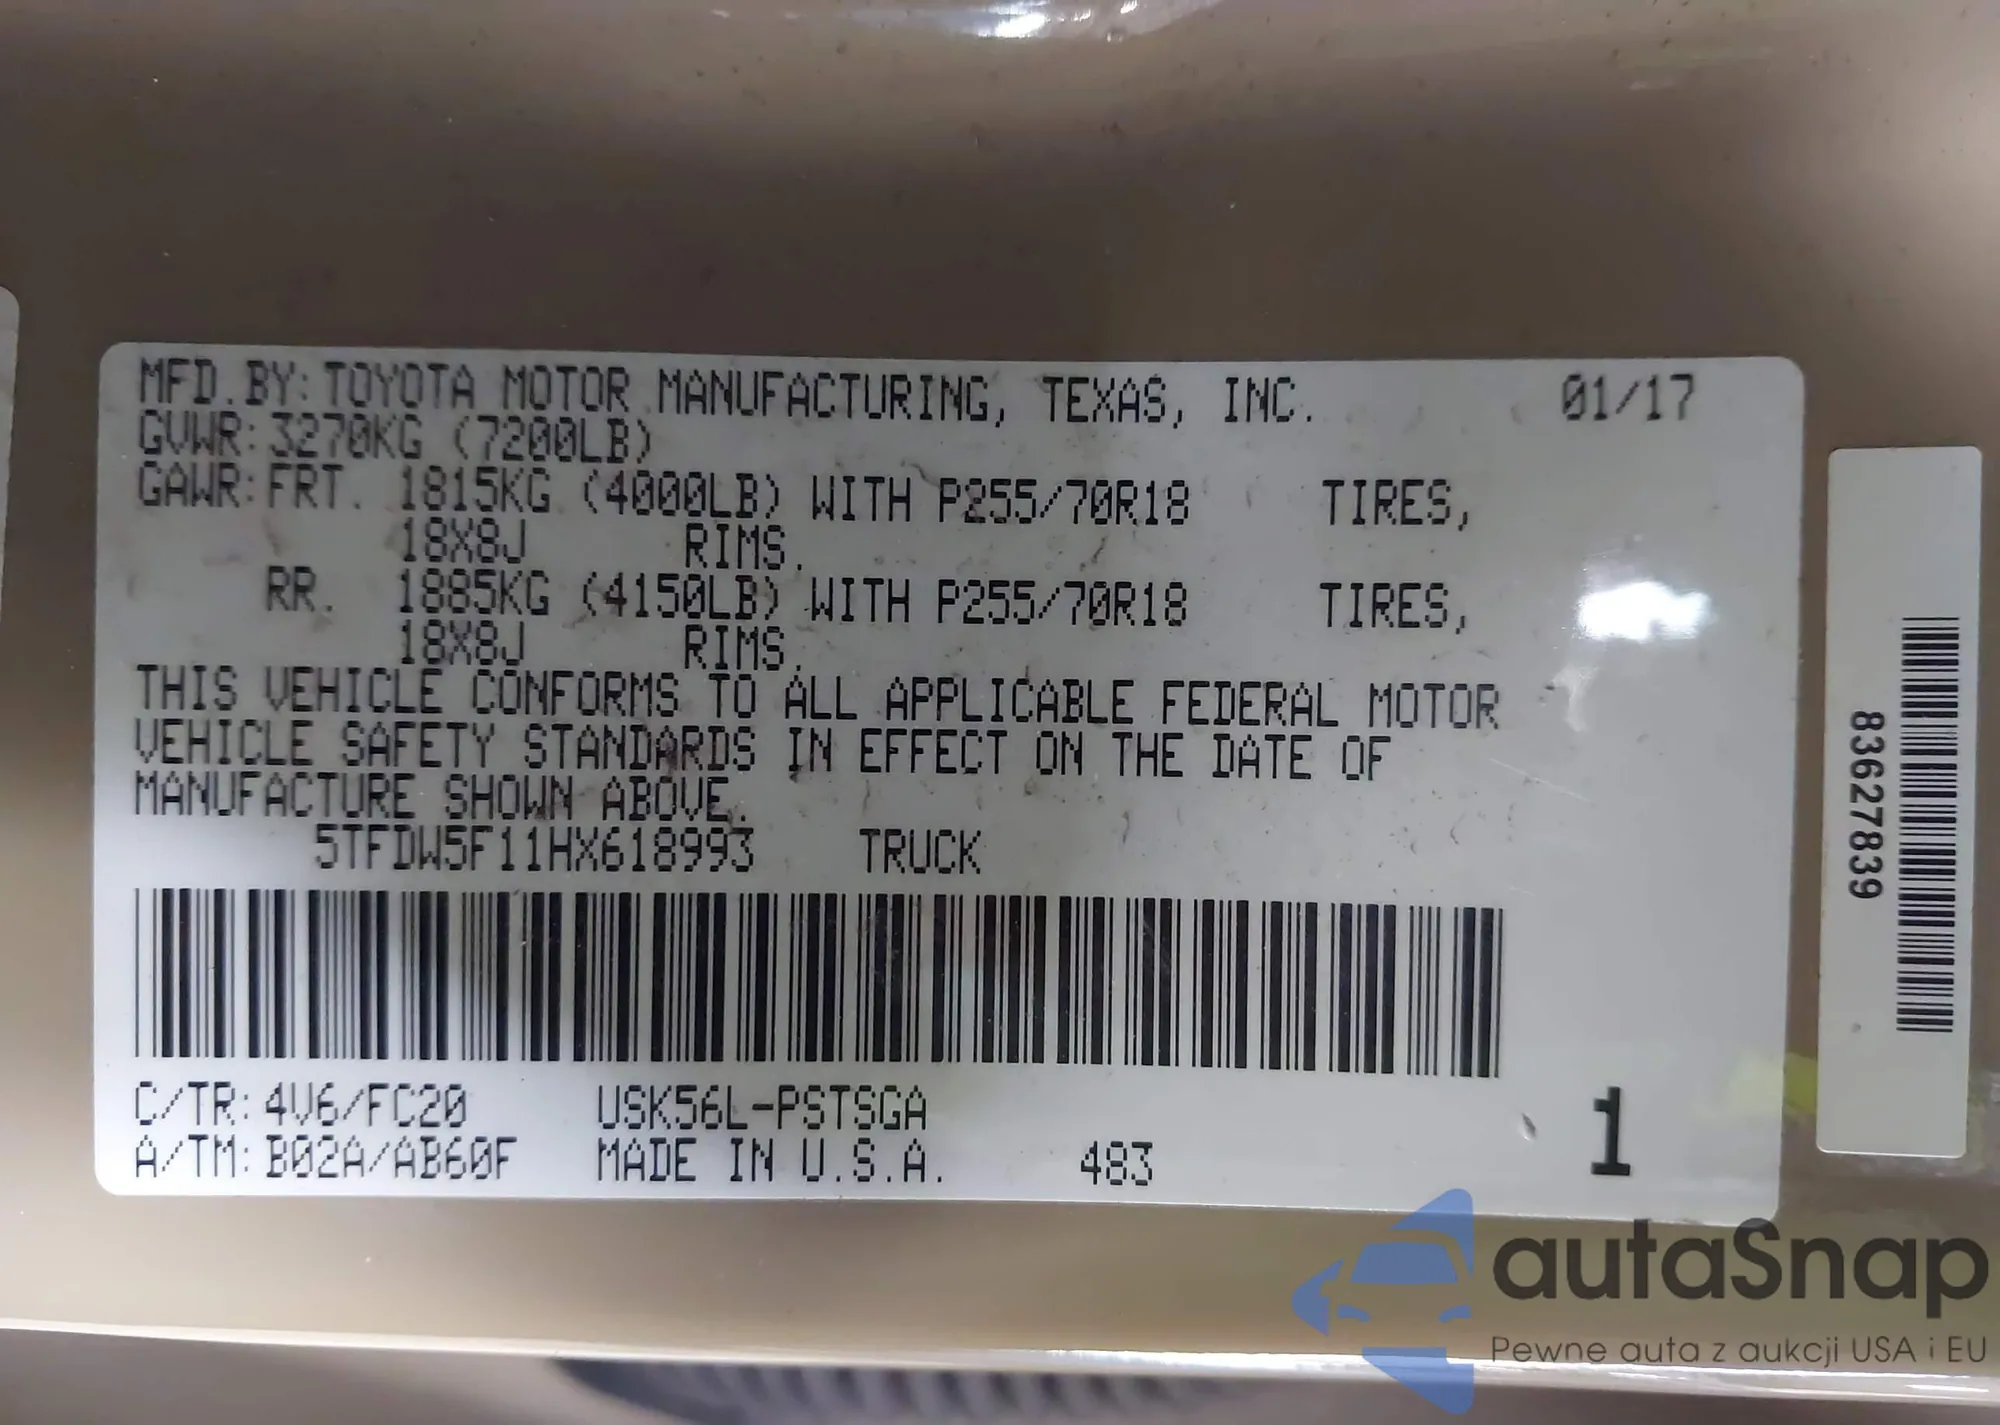 MFD.BY: TOYOTA MOTOR MANUFACTURING, TEXAS, INC. 01/17
GVWR: 3270KG (7200LB)
GAWR: FRT. 1815KG (4000LB) WITH P255/70R18 TIRES,
18X8J RIMS.
RR. 1885KG (4150LB) WITH P255/70R18 TIRES,
18X8J RIMS.
THIS VEHICLE CONFORMS TO ALL APPLICABLE FEDERAL MOTOR
VEHICLE SAFETY STANDARDS IN EFFECT ON THE DATE OF
MANUFACTURE SHOWN ABOVE.
5TFDW5F11HX618993 TRUCK
C/TR: 4V6/FC20 USK56L-PSTSGA
A/TM: B02A/AB60F MADE IN U.S.A. 483
1
83627839
autaSnap
Pewne auta z aukcji USA i EU